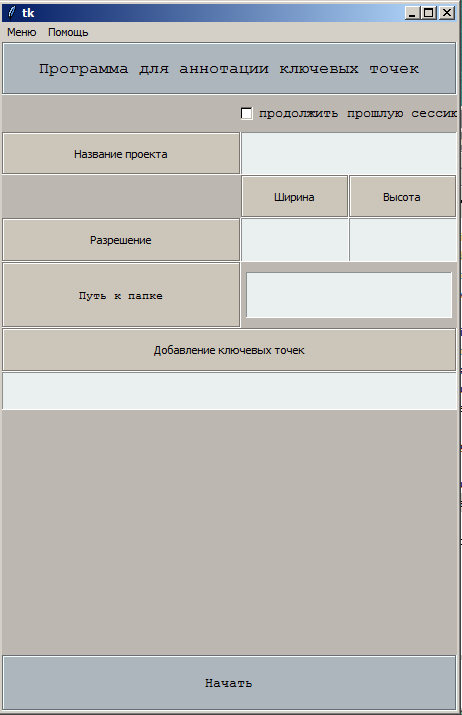 tk
Меню Помощь
Программа для аннотации ключевых точек
продолжить прошлую сессик
Название проекта
Ширина Высота
Разрешение
Путь к папке
Добавление ключевых точек
Начать